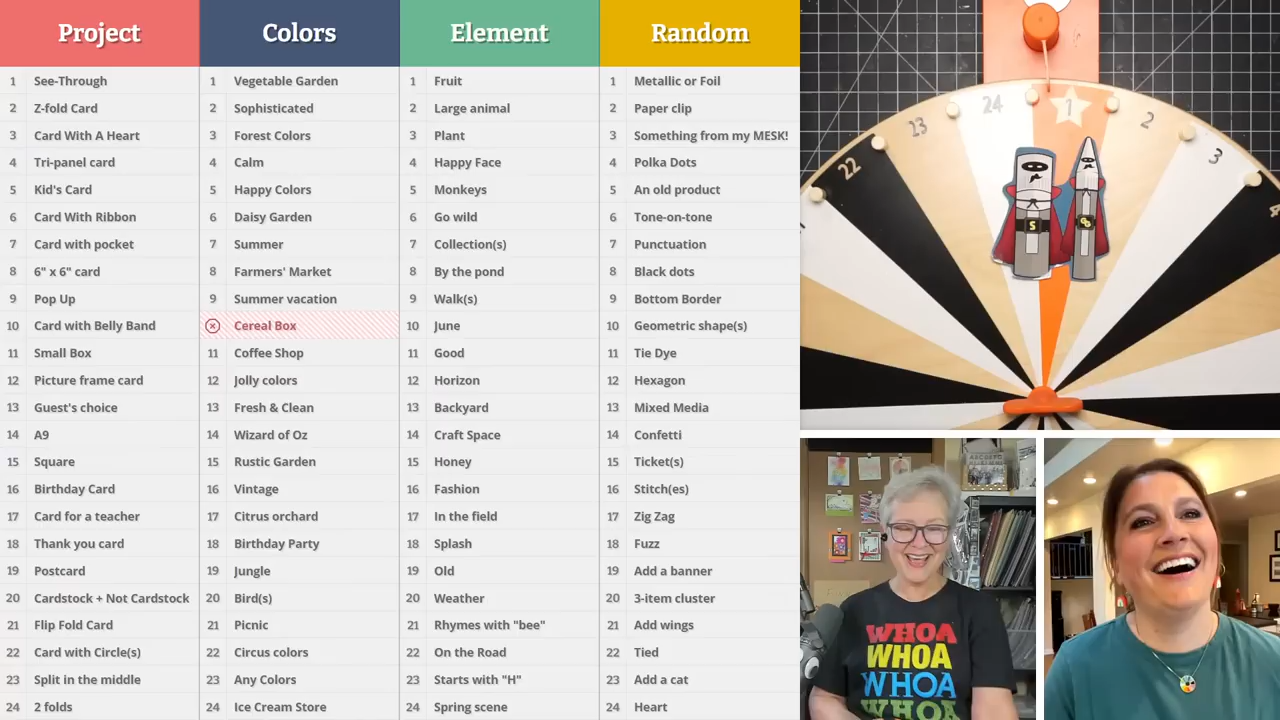 Project
1 See-Through
2 Z-fold Card
3 Card With A Heart
4 Tri-panel card
5 Kid's Card
6 Card With Ribbon
7 Card with pocket
8 6" x 6" card
9 Pop Up
10 Card with Belly Band
11 Small Box
12 Picture frame card
13 Guest's choice
14 A9
15 Square
16 Birthday Card
17 Card for a teacher
18 Thank you card
19 Postcard
20 Cardstock + Not Cardstock
21 Flip Fold Card
22 Card with Circle(s)
23 Split in the middle
24 2 folds
Colors
1 Vegetable Garden
2 Sophisticated
3 Forest Colors
4 Calm
5 Happy Colors
6 Daisy Garden
7 Summer
8 Farmers' Market
9 Summer vacation
Cereal Box
11 Coffee Shop
12 Jolly colors
13 Fresh & Clean
14 Wizard of Oz
15 Rustic Garden
16 Vintage
17 Citrus orchard
18 Birthday Party
19 Jungle
20 Bird(s)
21 Picnic
22 Circus colors
23 Any Colors
24 Ice Cream Store
Element
1 Fruit
2 Large animal
3 Plant
4 Happy Face
5 Monkeys
6 Go wild
7 Collection(s)
8 By the pond
9 Walk(s)
10 June
11 Good
12 Horizon
13 Backyard
14 Craft Space
15 Honey
16 Fashion
17 In the field
18 Splash
19 Old
20 Weather
21 Rhymes with "bee"
22 On the Road
23 Starts with "H"
24 Spring scene
Random
1 Metallic or Foil
2 Paper clip
3 Something from my MESK!
4 Polka Dots
5 An old product
6 Tone-on-tone
7 Punctuation
8 Black dots
9 Bottom Border
10 Geometric shape(s)
11 Tie Dye
12 Hexagon
13 Mixed Media
14 Confetti
15 Ticket(s)
16 Stitch(es)
17 Zig Zag
18 Fuzz
19 Add a banner
20 3-item cluster
21 Add wings
22 Tied
23 Add a cat
24 Heart
22
23
24
1
2
3
4
S
WHOA
WHOA
WHOA
WHOA